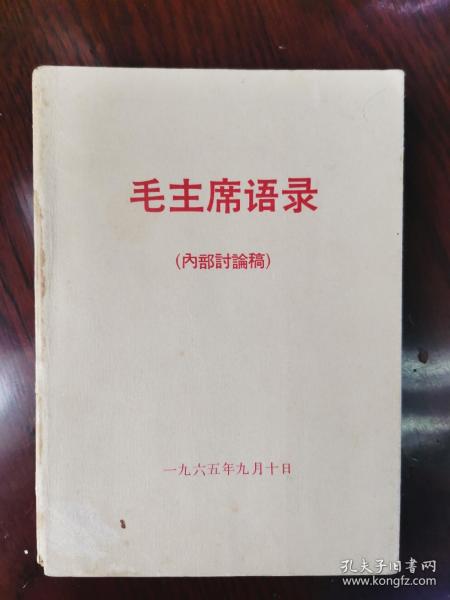 毛主席语录
(內部討論稿)
一九六五年九月十日
孔夫子旧书网
www.kongfz.com